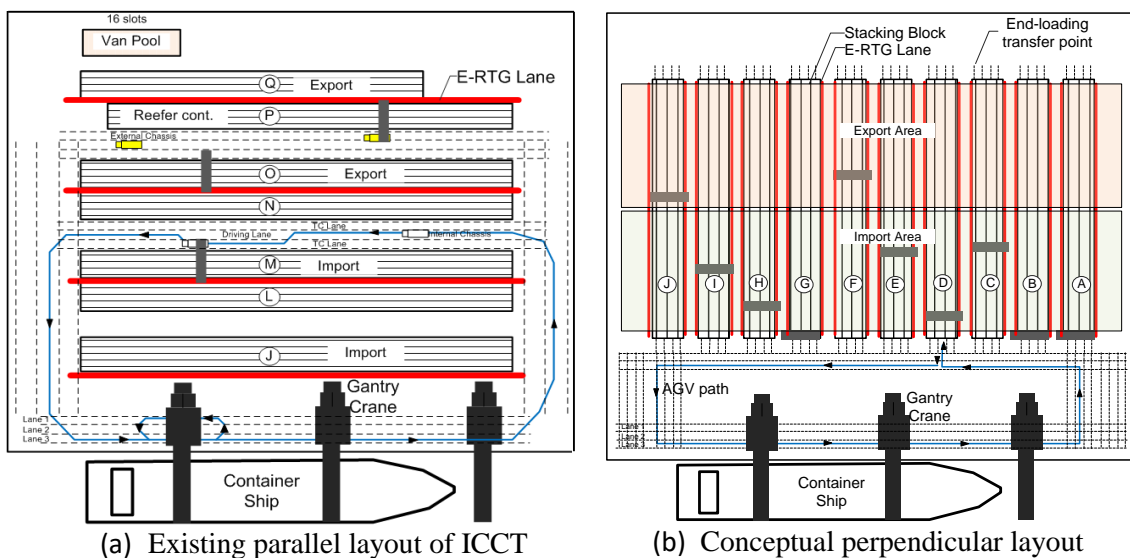 16 slots
Van Pool
Q Export
E-RTG Lane
Reefer cont. P
External Chassis
O Export
N
Driving Lane TC Lane Internal Chassis
TC Lane
M Import
L
J Import
Gantry
Crane
Lane 1
Lane 2
Lane 3
Container
Ship
(a) Existing parallel layout of ICCT
Stacking Block
E-RTG Lane
End-loading
transfer point
Export Area
Import Area
J I H G F E D C B A
AGV path
Gantry
Crane
Lane 1
Lane 2
Lane 3
Container
Ship
(b) Conceptual perpendicular layout